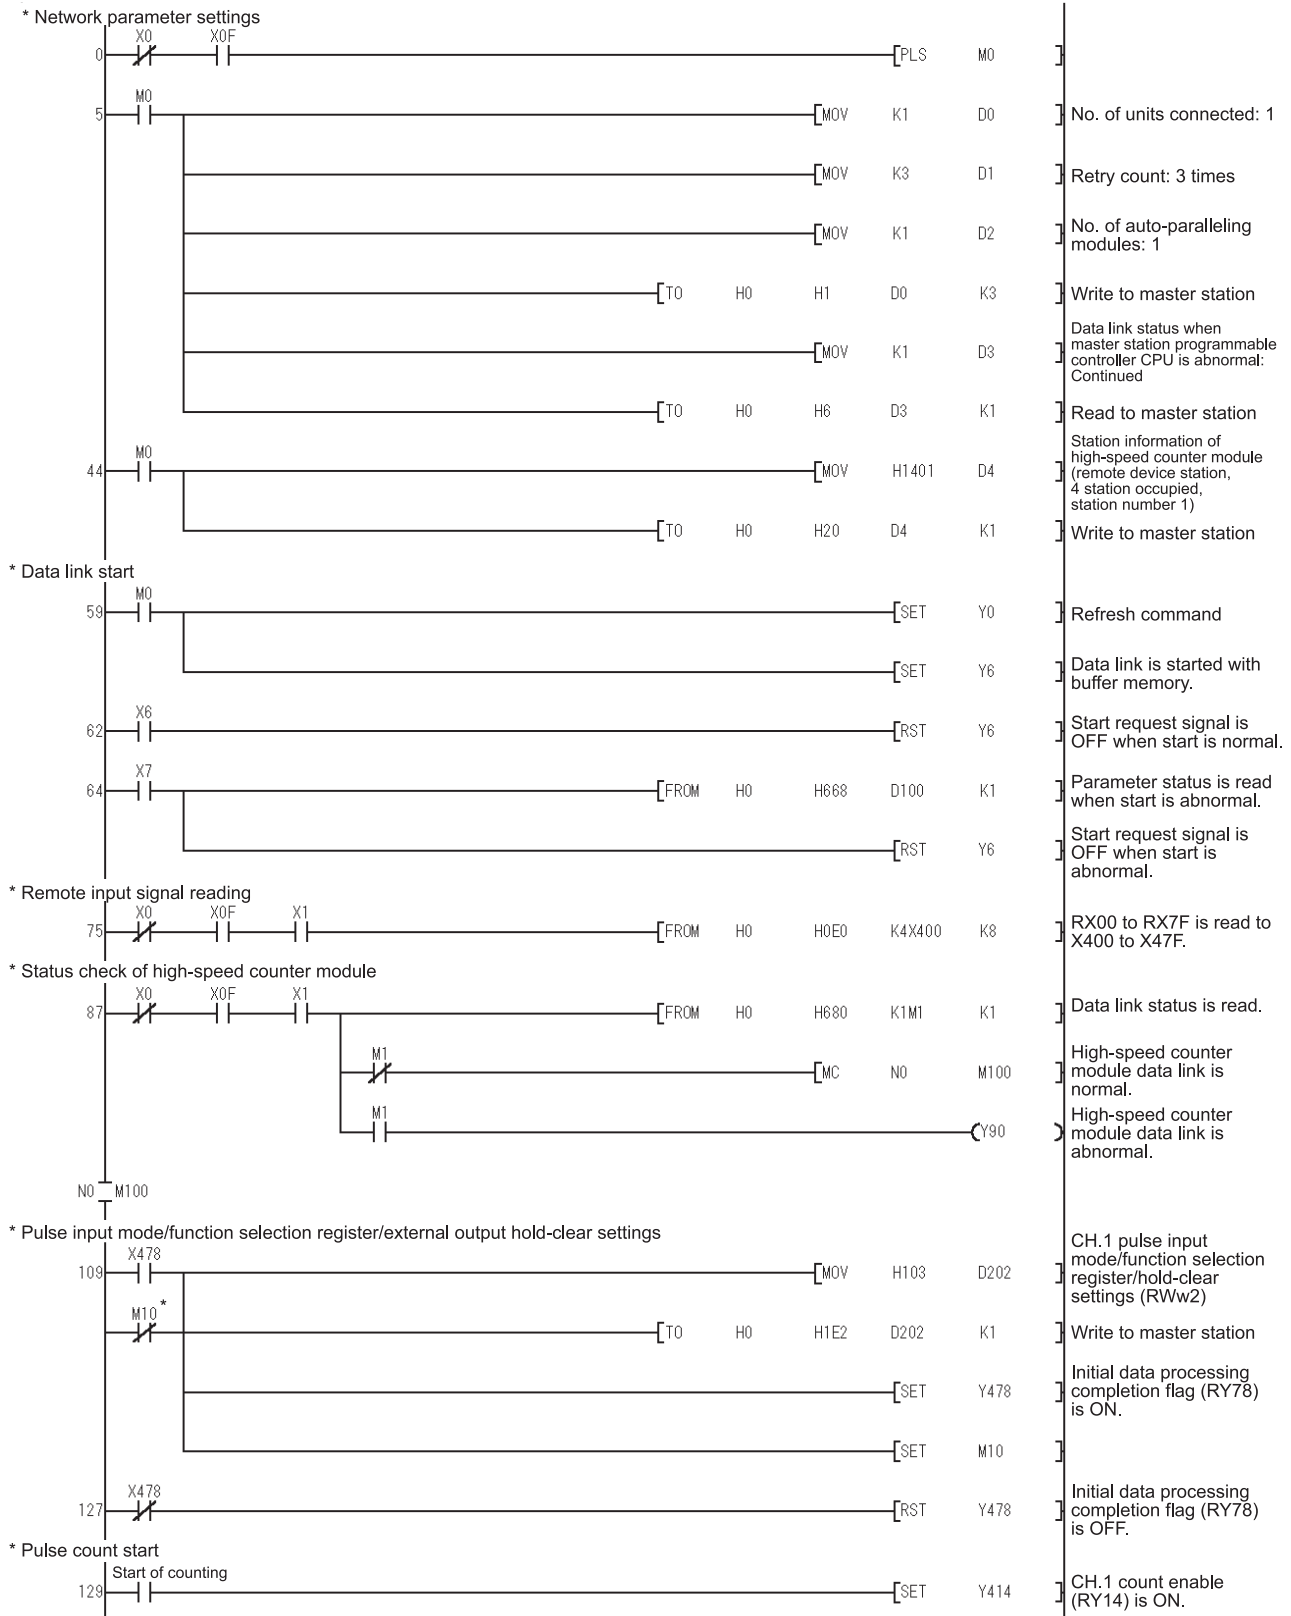 * Network parameter settings
X0 X0F
0 PLS M0
M0
5 MOV K1 D0 No. of units connected: 1
MOV K3 D1 Retry count: 3 times
MOV K1 D2 No. of auto-paralleling
modules: 1
TO H0 H1 D0 K3 Write to master station
Data link status when
master station programmable
MOV K1 D3 controller CPU is abnormal:
Continued
TO H0 H6 D3 K1 Read to master station
M0 Station information of
44 MOV H1401 D4 high-speed counter module
(remote device station,
4 station occupied,
station number 1)
TO H0 H20 D4 K1 Write to master station
* Data link start
M0
59 SET Y0 Refresh command
SET Y6 Data link is started with
buffer memory.
X6
62 RST Y6 Start request signal is
OFF when start is normal.
X7
64 FROM H0 H668 D100 K1 Parameter status is read
when start is abnormal.
RST Y6 Start request signal is
OFF when start is
abnormal.
* Remote input signal reading
X0 X0F X1
75 FROM H0 H0E0 K4X400 K8 RX00 to RX7F is read to
X400 to X47F.
* Status check of high-speed counter module
X0 X0F X1
87 FROM H0 H680 K1M1 K1 Data link status is read.
M1 High-speed counter
MC N0 M100 module data link is
normal.
M1 High-speed counter
Y90 module data link is
abnormal.
N0 M100
* Pulse input mode/function selection register/external output hold-clear settings
X478 CH.1 pulse input
109 MOV H103 D202 mode/function selection
register/hold-clear
settings (RWw2)
M10 *
TO H0 H1E2 D202 K1 Write to master station
SET Y478 Initial data processing
completion flag (RY78)
is ON.
SET M10
X478
127 RST Y478 Initial data processing
completion flag (RY78)
is OFF.
* Pulse count start
Start of counting
129 SET Y414 CH.1 count enable
(RY14) is ON.